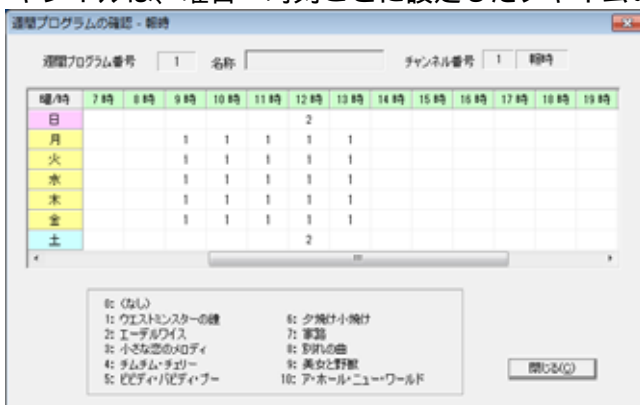 週間プログラムの確認 - 報時
週間プログラム番号 1 名称 チャンネル番号 1 報時
曜/時 7時 8時 9時 10時 11時 12時 13時 14時 15時 16時 17時 18時 19時
日 2
月 1 1 1 1 1
火 1 1 1 1 1
水 1 1 1 1 1
木 1 1 1 1 1
金 1 1 1 1 1
土 2
0: (なし)
1: ウエストミンスターの鐘 6: 夕焼け小焼け
2: エーデルワイス 7: 家路
3: 小さな恋のメロディ 8: 別れの曲
4: チムチム・チェリー 9: 美女と野獣
5: ビビディ・バビディ・ブー 10: ア・ホール・ニュー・ワールド
閉じる(C)